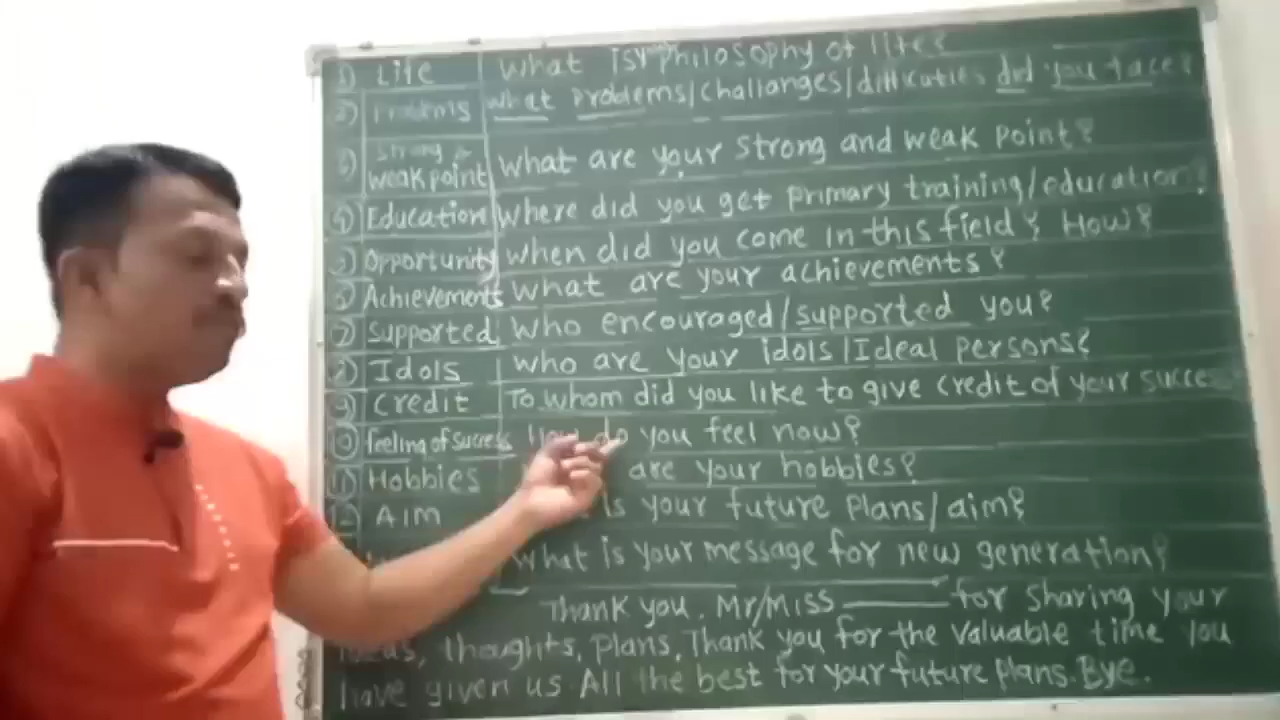 1) Life What is yr philosophy of life?
2) Problems what problems/challanges/difficulties did you face?
3) Strong & weak point What are your strong and weak point?
4) Education Where did you get primary training/education?
5) Opportunity When did you come in this field? How?
6) Achievements What are your achievements?
7) Supported Who encouraged/supported you?
8) Idols Who are your idols/Ideal persons?
9) Credit To whom did you like to give credit of your succe
10) feeling of success How do you feel now?
11) Hobbies are your hobbies?
12) Aim is your future plans/aim?
What is your message for new generation?
Thank you. Mr/Miss ——— for sharing your
ideas, thoughts, plans. Thank you for the valuable time you
have given us All the best for your future plans. Bye.